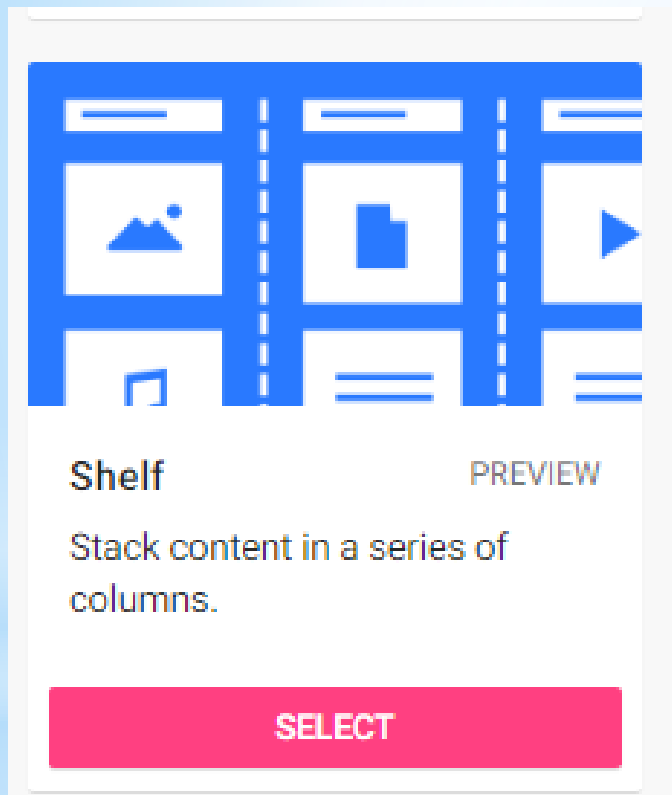 Shelf
PREVIEW
Stack content in a series of
columns.
SELECT